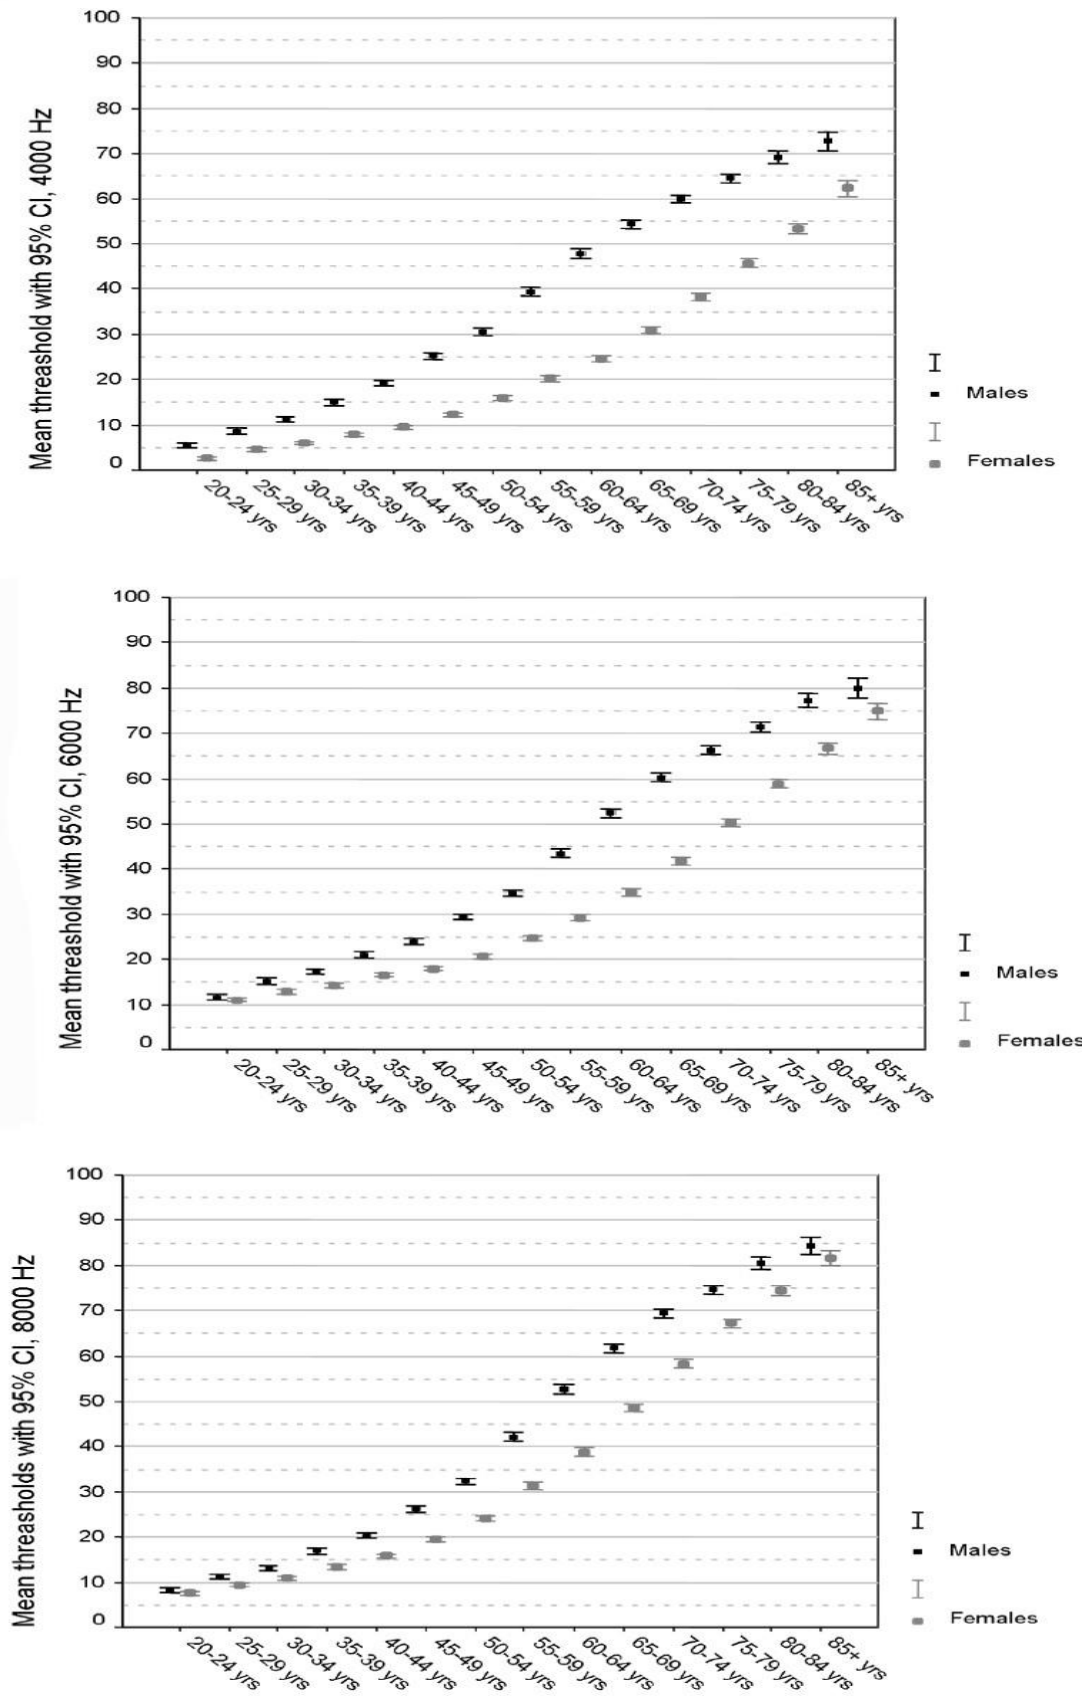 100
90
80
70
60
50
40
30
20
10
0
Mean threashold with 95% CI, 4000 Hz
20-24 yrs
25-29 yrs
30-34 yrs
35-39 yrs
40-44 yrs
45-49 yrs
50-54 yrs
55-59 yrs
60-64 yrs
65-69 yrs
70-74 yrs
75-79 yrs
80-84 yrs
85+ yrs
Males
Females
100
90
80
70
60
50
40
30
20
10
0
Mean threashold with 95% CI, 6000 Hz
20-24 yrs
25-29 yrs
30-34 yrs
35-39 yrs
40-44 yrs
45-49 yrs
50-54 yrs
55-59 yrs
60-64 yrs
65-69 yrs
70-74 yrs
75-79 yrs
80-84 yrs
85+ yrs
Males
Females
100
90
80
70
60
50
40
30
20
10
0
Mean threasholds with 95% CI, 8000 Hz
20-24 yrs
25-29 yrs
30-34 yrs
35-39 yrs
40-44 yrs
45-49 yrs
50-54 yrs
55-59 yrs
60-64 yrs
65-69 yrs
70-74 yrs
75-79 yrs
80-84 yrs
85+ yrs
Males
Females